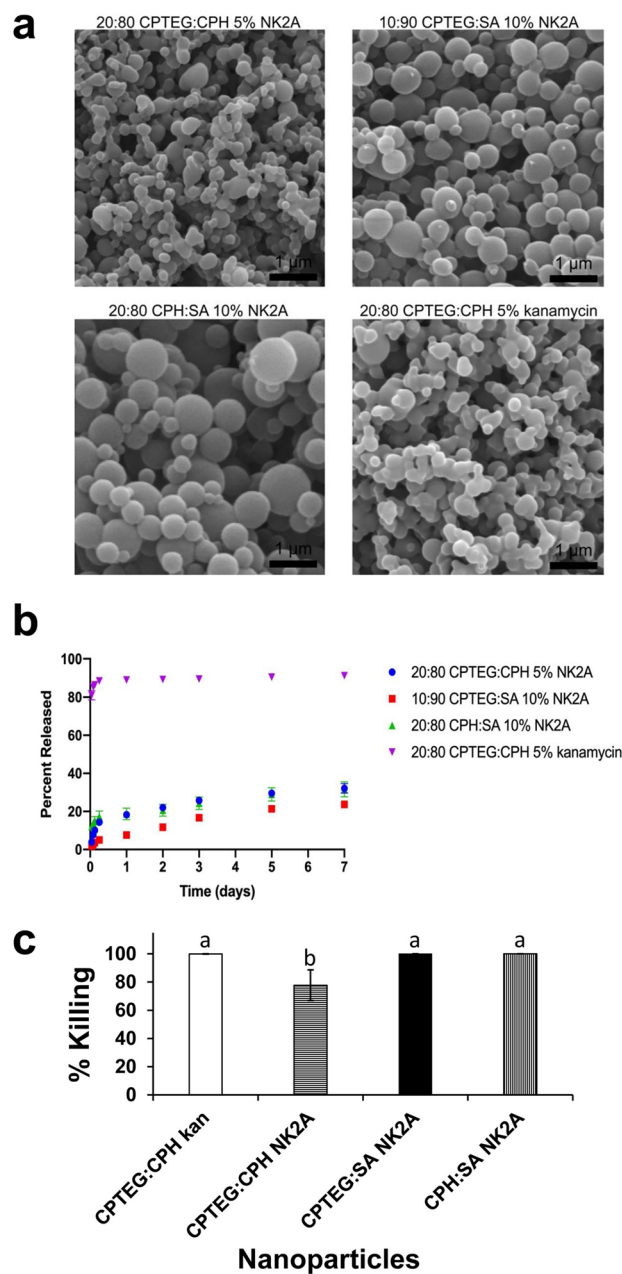 a
20:80 CPTEG:CPH 5% NK2A
10:90 CPTEG:SA 10% NK2A
1 µm
1 µm
20:80 CPH:SA 10% NK2A
20:80 CPTEG:CPH 5% kanamycin
1 µm
1 µm
b
100
80
60
40
20
0
Percent Released
0 1 2 3 4 5 6 7
Time (days)
20:80 CPTEG:CPH 5% NK2A
10:90 CPTEG:SA 10% NK2A
20:80 CPH:SA 10% NK2A
20:80 CPTEG:CPH 5% kanamycin
c
100
80
60
40
20
0
% Killing
a
b
a
a
CPTEG:CPH kan
CPTEG:CPH NK2A
CPTEG:SA NK2A
CPH:SA NK2A
Nanoparticles